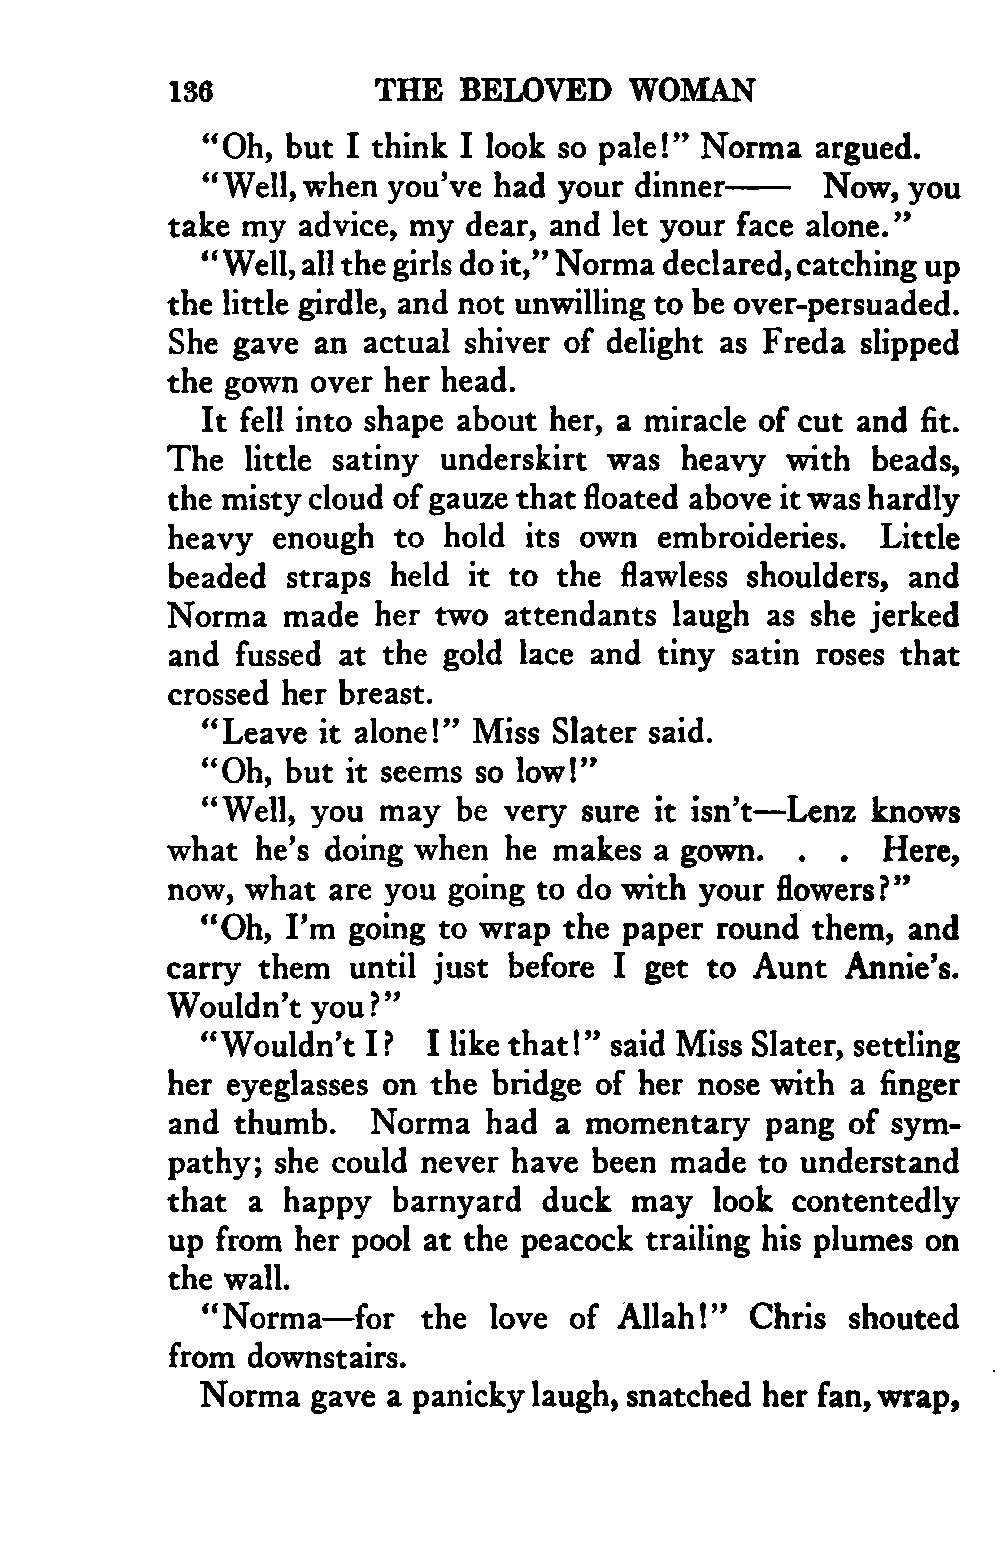 136 THE BELOVED WOMAN
“Oh, but I think I look so pale!” Norma argued.
“Well, when you’ve had your dinner—— Now, you
take my advice, my dear, and let your face alone.”
“Well, all the girls do it,” Norma declared, catching up
the little girdle, and not unwilling to be over-persuaded.
She gave an actual shiver of delight as Freda slipped
the gown over her head.
It fell into shape about her, a miracle of cut and fit.
The little satiny underskirt was heavy with beads,
the misty cloud of gauze that floated above it was hardly
heavy enough to hold its own embroideries. Little
beaded straps held it to the flawless shoulders, and
Norma made her two attendants laugh as she jerked
and fussed at the gold lace and tiny satin roses that
crossed her breast.
“Leave it alone!” Miss Slater said.
“Oh, but it seems so low!”
“Well, you may be very sure it isn’t—Lenz knows
what he’s doing when he makes a gown. . . Here,
now, what are you going to do with your flowers?”
“Oh, I’m going to wrap the paper round them, and
carry them until just before I get to Aunt Annie’s.
Wouldn’t you?”
“Wouldn’t I? I like that!” said Miss Slater, settling
her eyeglasses on the bridge of her nose with a finger
and thumb. Norma had a momentary pang of sym-
pathy; she could never have been made to understand
that a happy barnyard duck may look contentedly
up from her pool at the peacock trailing his plumes on
the wall.
“Norma—for the love of Allah!” Chris shouted
from downstairs.
Norma gave a panicky laugh, snatched her fan, wrap,